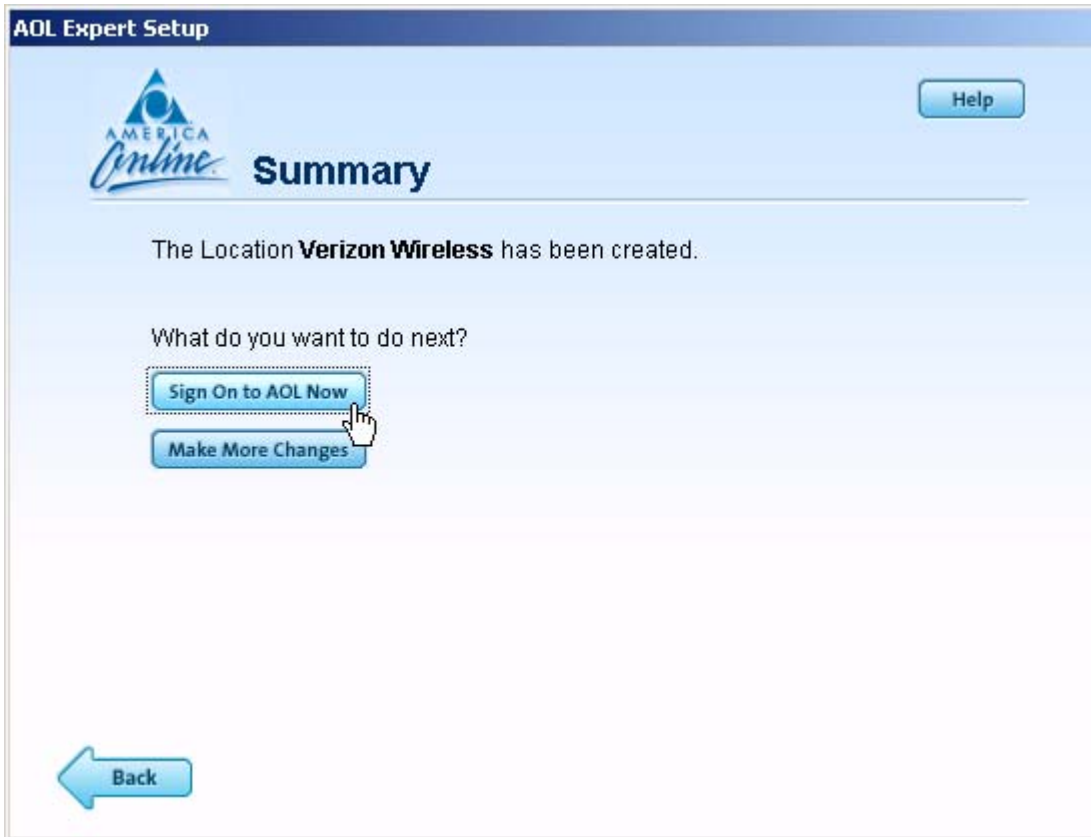 AOL Expert Setup
Help
AMERICA
Online
Summary
The Location Verizon Wireless has been created.
What do you want to do next?
Sign On to AOL Now
Make More Changes
Back